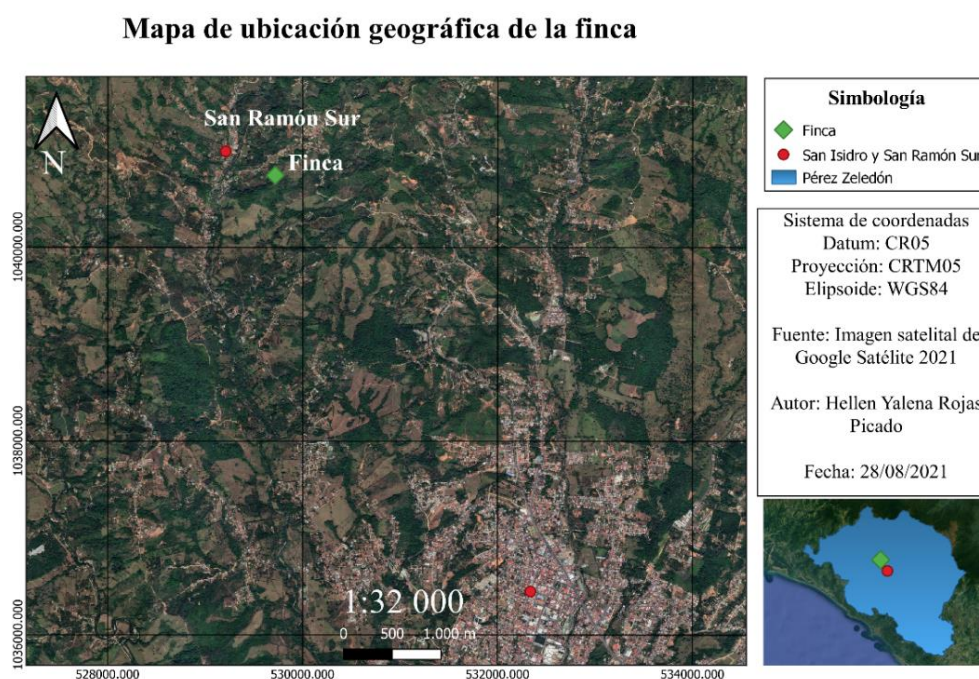 Mapa de ubicación geográfica de la finca
San Ramón Sur
Finca
N
1040000.000
1038000.000
1036000.000
1:32 000
0 500 1.000 m
528000.000 530000.000 532000.000 534000.000
Simbología
Finca
San Isidro y San Ramón Sur
Pérez Zeledón
Sistema de coordenadas
Datum: CR05
Proyección: CRTM05
Elipsoide: WGS84
Fuente: Imagen satelital de
Google Satélite 2021
Autor: Hellen Yalena Rojas
Picado
Fecha: 28/08/2021